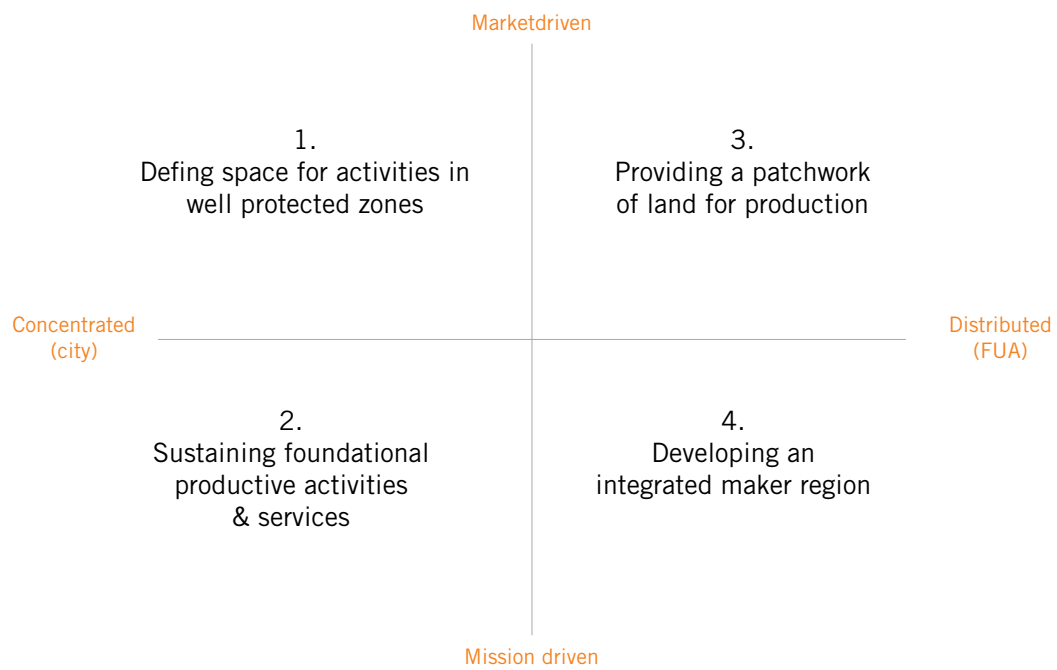 Marketdriven
1.
Defing space for activities in
well protected zones
3.
Providing a patchwork
of land for production
Concentrated
(city)
Distributed
(FUA)
2.
Sustaining foundational
productive activities
& services
4.
Developing an
integrated maker region
Mission driven